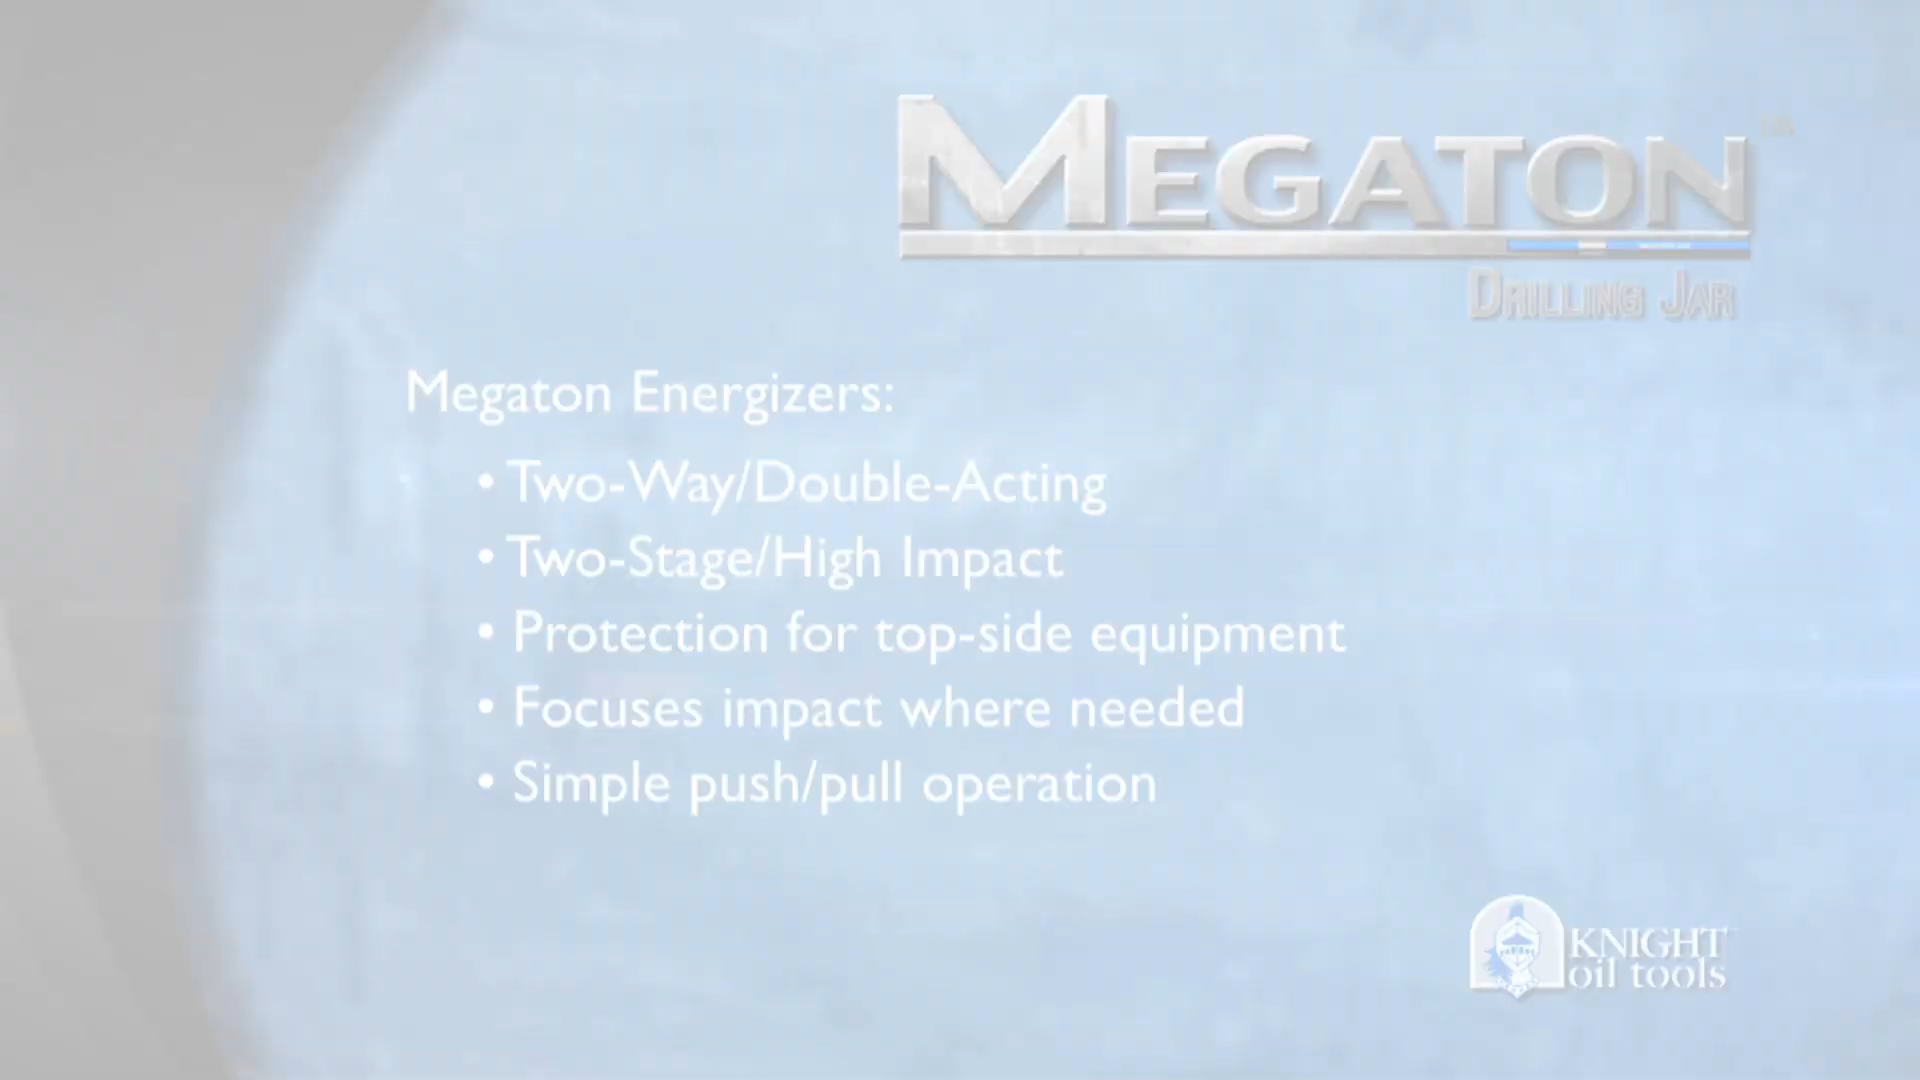 MEGATON
DRILLING JAR
Megaton Energizers:
• Two-Way/Double-Acting
• Two-Stage/High Impact
• Protection for top-side equipment
• Focuses impact where needed
• Simple push/pull operation
KNIGHT
oil tools